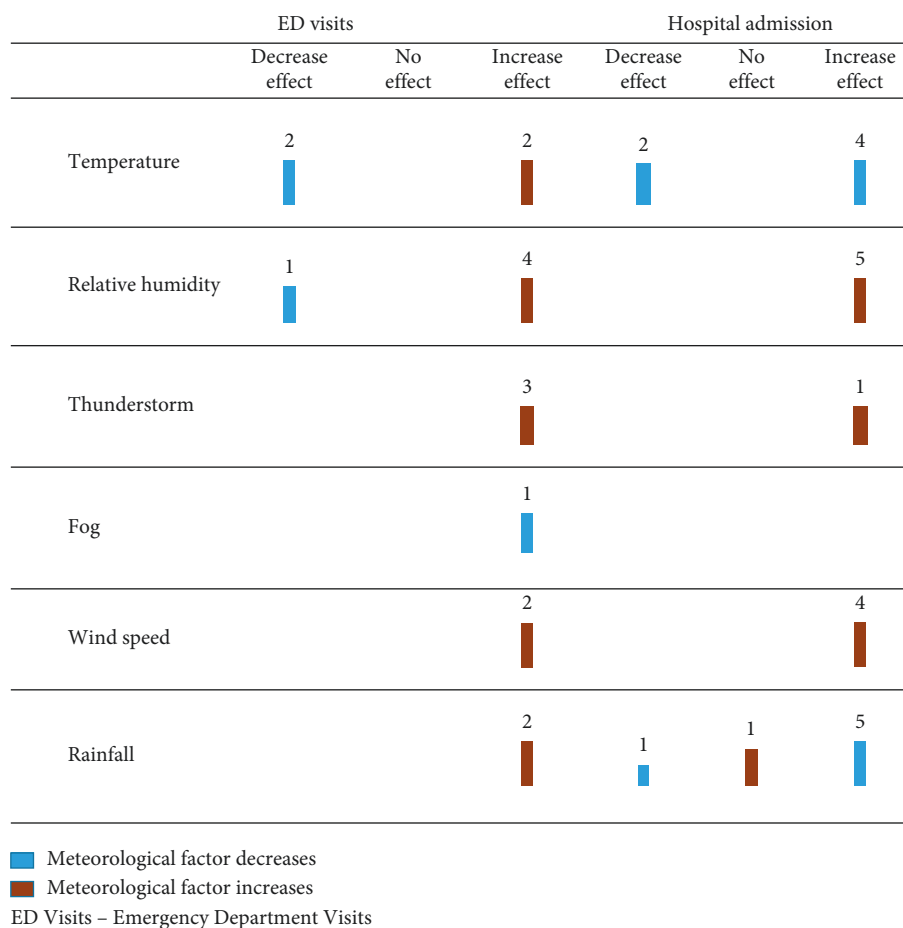 ED visits Hospital admission
Decrease effect No effect Increase effect Decrease effect No effect Increase effect
Temperature 2 2 2 4
Relative humidity 1 4 5
Thunderstorm 3 1
Fog 1
Wind speed 2 4
Rainfall 2 1 1 5
Meteorological factor decreases
Meteorological factor increases
ED Visits – Emergency Department Visits